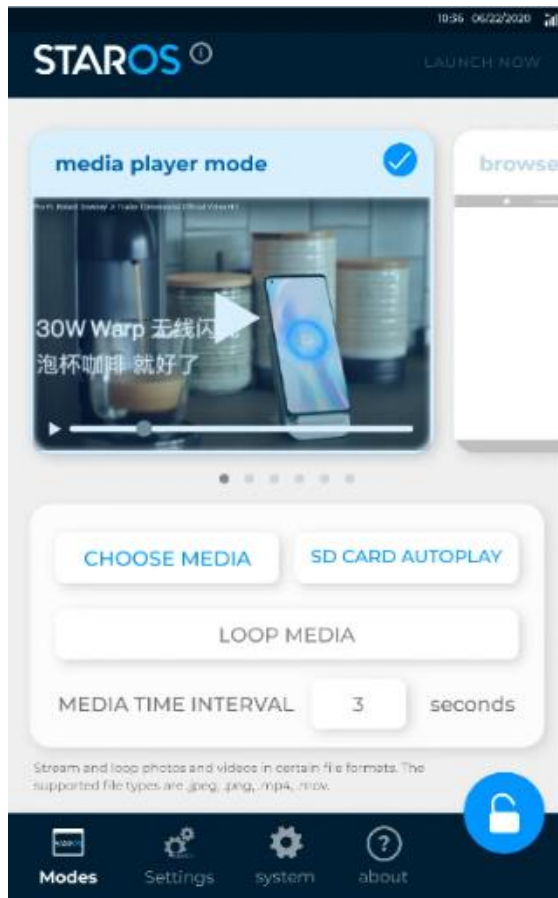 10:36 06/22/2020
STAROS
LAUNCH NOW
media player mode
browse
30W Warp 无线闪
泡杯咖啡 就好了
CHOOSE MEDIA
SD CARD AUTOPLAY
LOOP MEDIA
MEDIA TIME INTERVAL 3 seconds
Stream and loop photos and videos in certain file formats. The
supported file types are .jpeg, .png, .mp4, .mov.
Modes Settings system about